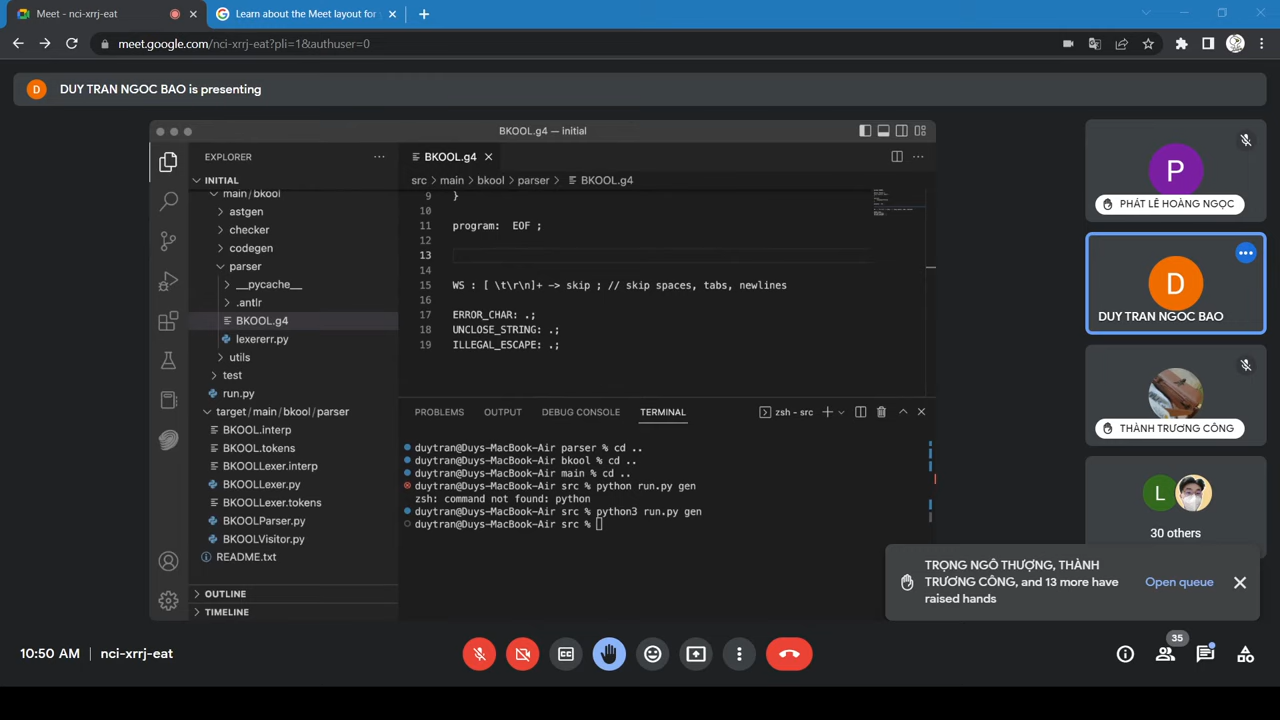 Meet - nci-xrrj-eat
Learn about the Meet layout for
meet.google.com/nci-xrrj-eat?pli=1&authuser=0
D DUY TRAN NGOC BAO is presenting
BKOOL.g4 — initial
EXPLORER
INITIAL
main / bkool
astgen
checker
codegen
parser
__pycache__
.antlr
BKOOL.g4
lexererr.py
utils
test
run.py
target / main / bkool / parser
BKOOL.interp
BKOOL.tokens
BKOOLLexer.interp
BKOOLLexer.py
BKOOLLexer.tokens
BKOOLParser.py
BKOOLVisitor.py
README.txt
OUTLINE
TIMELINE
BKOOL.g4
src > main > bkool > parser > BKOOL.g4
9 }
10
11 program: EOF ;
12
13
14
15 WS : [ \t\r\n]+ -> skip ; // skip spaces, tabs, newlines
16
17 ERROR_CHAR: .;
18 UNCLOSE_STRING: .;
19 ILLEGAL_ESCAPE: .;
PROBLEMS OUTPUT DEBUG CONSOLE TERMINAL zsh - src
duytran@Duys-MacBook-Air parser % cd ..
duytran@Duys-MacBook-Air bkool % cd ..
duytran@Duys-MacBook-Air main % cd ..
duytran@Duys-MacBook-Air src % python run.py gen
zsh: command not found: python
duytran@Duys-MacBook-Air src % python3 run.py gen
duytran@Duys-MacBook-Air src %
P
PHÁT LÊ HOÀNG NGỌC
D
DUY TRAN NGOC BAO
THÀNH TRƯƠNG CÔNG
L
30 others
TRỌNG NGÔ THƯỢNG, THÀNH
TRƯƠNG CÔNG, and 13 more have
raised hands
Open queue
10:50 AM | nci-xrrj-eat
35